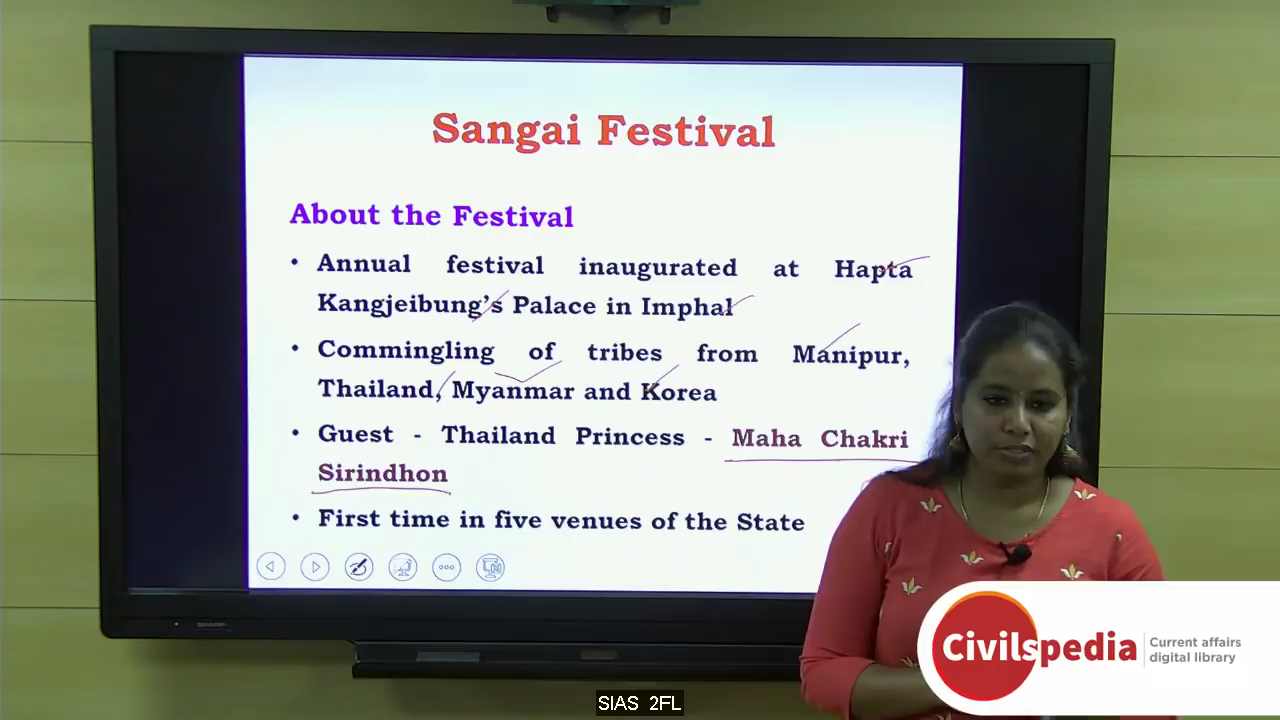 Sangai Festival
About the Festival
• Annual festival inaugurated at Hapta
Kangjeibung's Palace in Imphal
• Commingling of tribes from Manipur,
Thailand, Myanmar and Korea
• Guest - Thailand Princess - Maha Chakri
Sirindhon
• First time in five venues of the State
SHARP
Civilspedia
Current affairs
digital library
SIAS 2FL